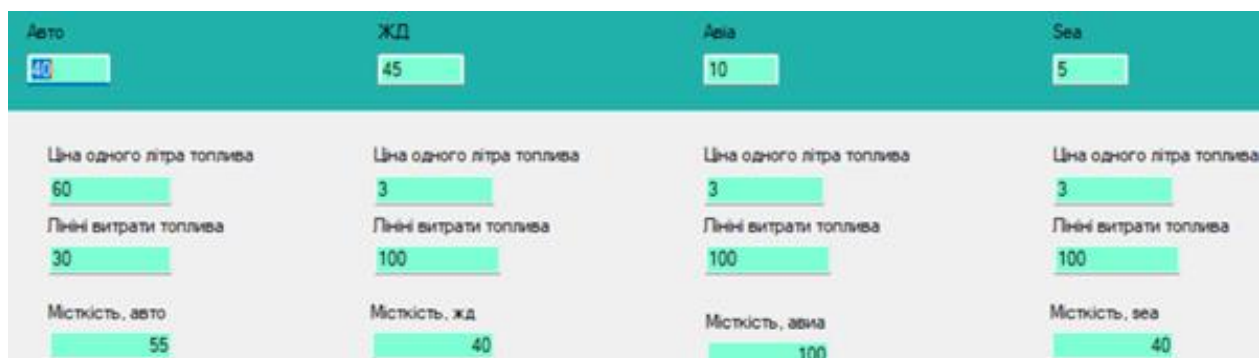 Авто ЖД Авіа Sea
40 45 10 5
Ціна одного літра топлива Ціна одного літра топлива Ціна одного літра топлива Ціна одного літра топлива
60 3 3 3
Лінні витрати топлива Лінні витрати топлива Лінні витрати топлива Лінні витрати топлива
30 100 100 100
Місткість, авто Місткість, жд Місткість, авиа Місткість, sea
55 40 100 40